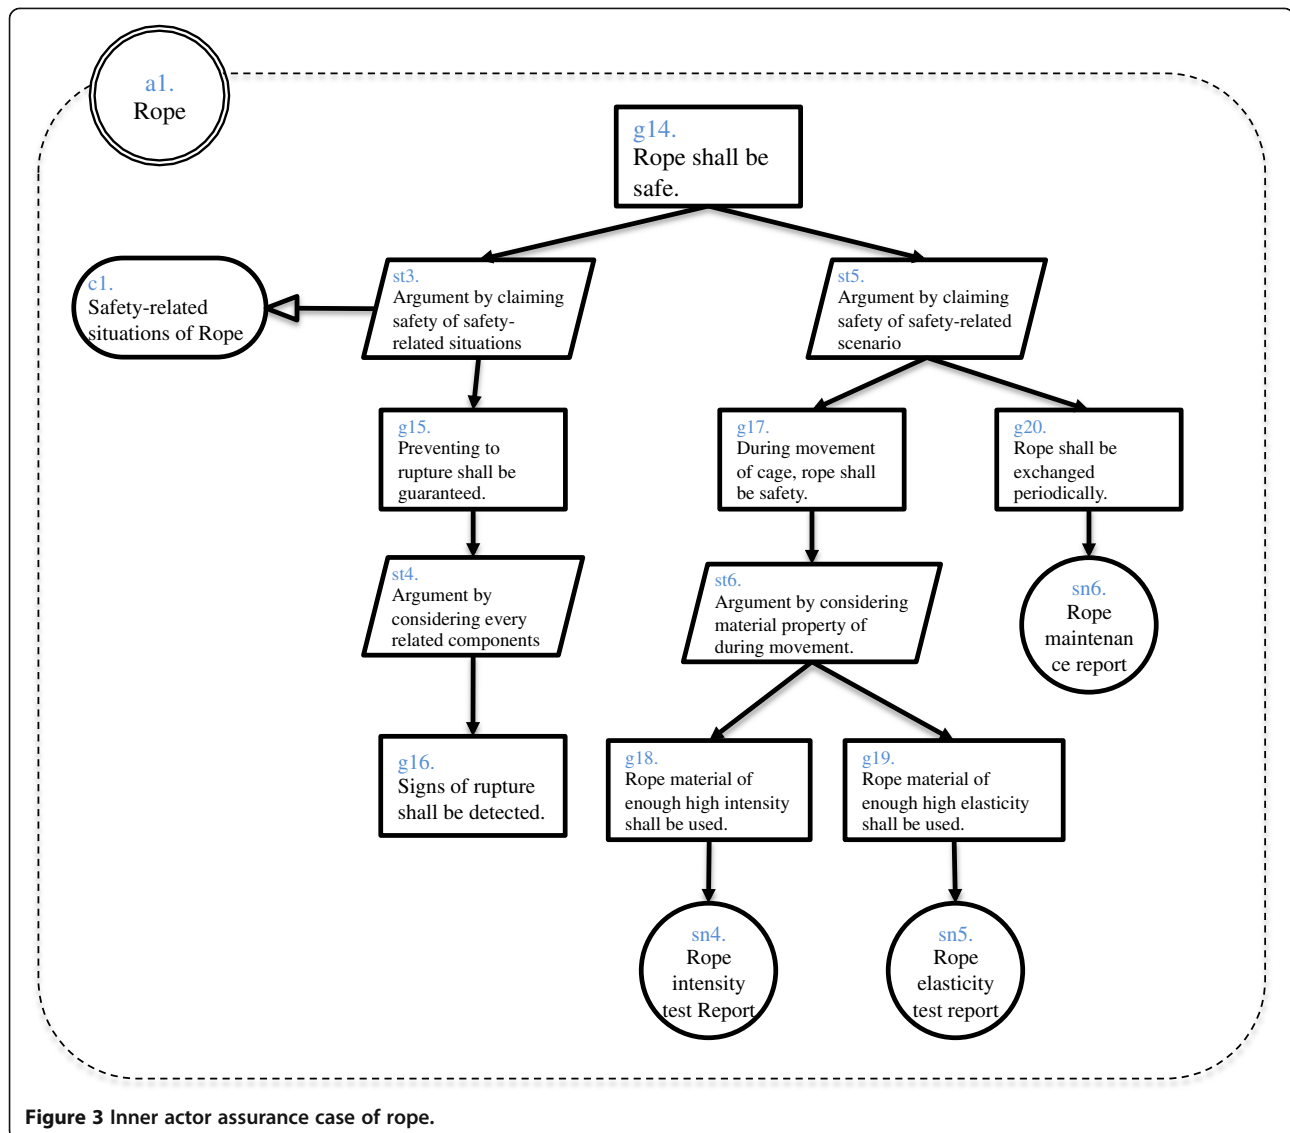 a1.
Rope
g14.
Rope shall be
safe.
c1.
Safety-related
situations of Rope
st3.
Argument by claiming
safety of safety-
related situations
st5.
Argument by claiming
safety of safety-related
scenario
g15.
Preventing to
rupture shall be
guaranteed.
g17.
During movement
of cage, rope shall
be safety.
g20.
Rope shall be
exchanged
periodically.
st4.
Argument by
considering every
related components
st6.
Argument by considering
material property of
during movement.
sn6.
Rope
maintenan
ce report
g16.
Signs of rupture
shall be detected.
g18.
Rope material of
enough high intensity
shall be used.
g19.
Rope material of
enough high elasticity
shall be used.
sn4.
Rope
intensity
test Report
sn5.
Rope
elasticity
test report
Figure 3 Inner actor assurance case of rope.